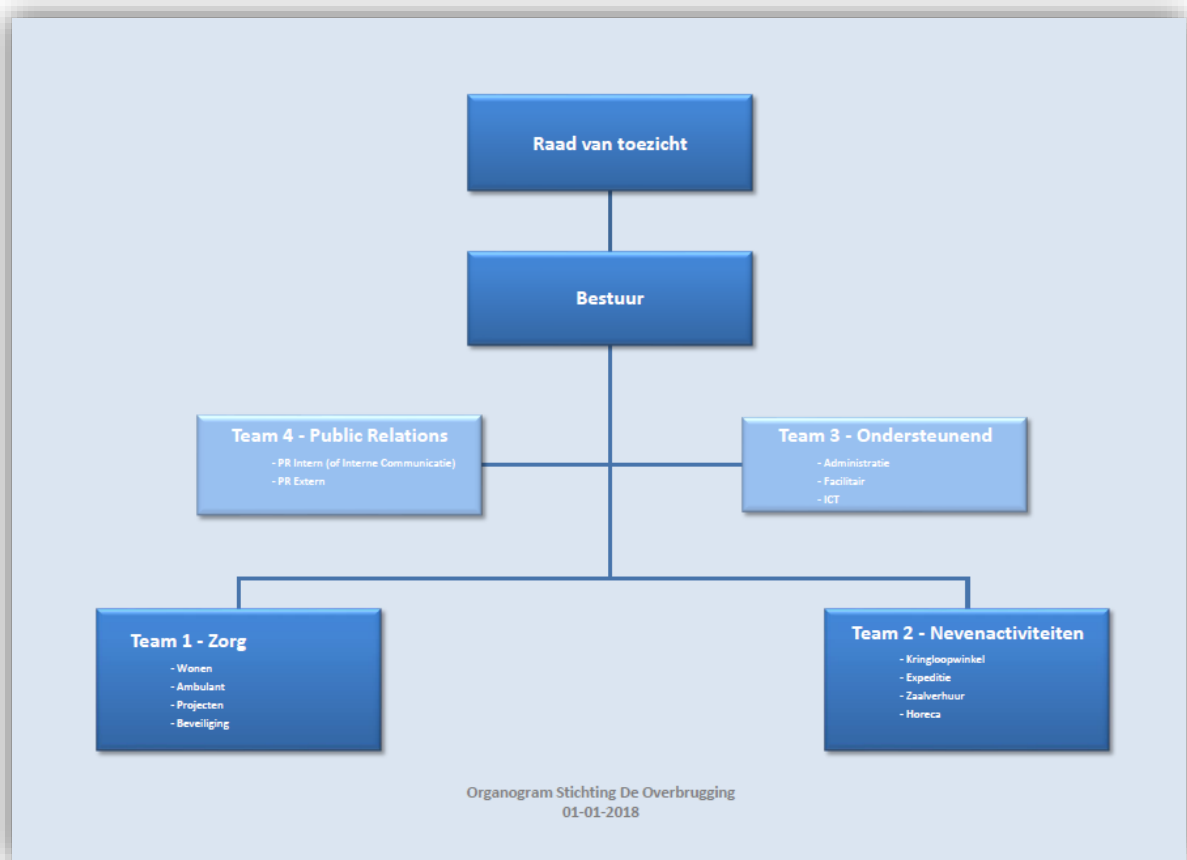 Raad van toezicht
Bestuur
Team 4 - Public Relations
- PR Intern (of Interne Communicatie)
- PR Extern
Team 3 - Ondersteunend
- Administratie
- Facilitair
- ICT
Team 1 - Zorg
- Wonen
- Ambulant
- Projecten
- Beveiliging
Team 2 - Nevenactiviteiten
- Kringloopwinkel
- Expeditie
- Zaalverhuur
- Horeca
Organogram Stichting De Overbrugging
01-01-2018